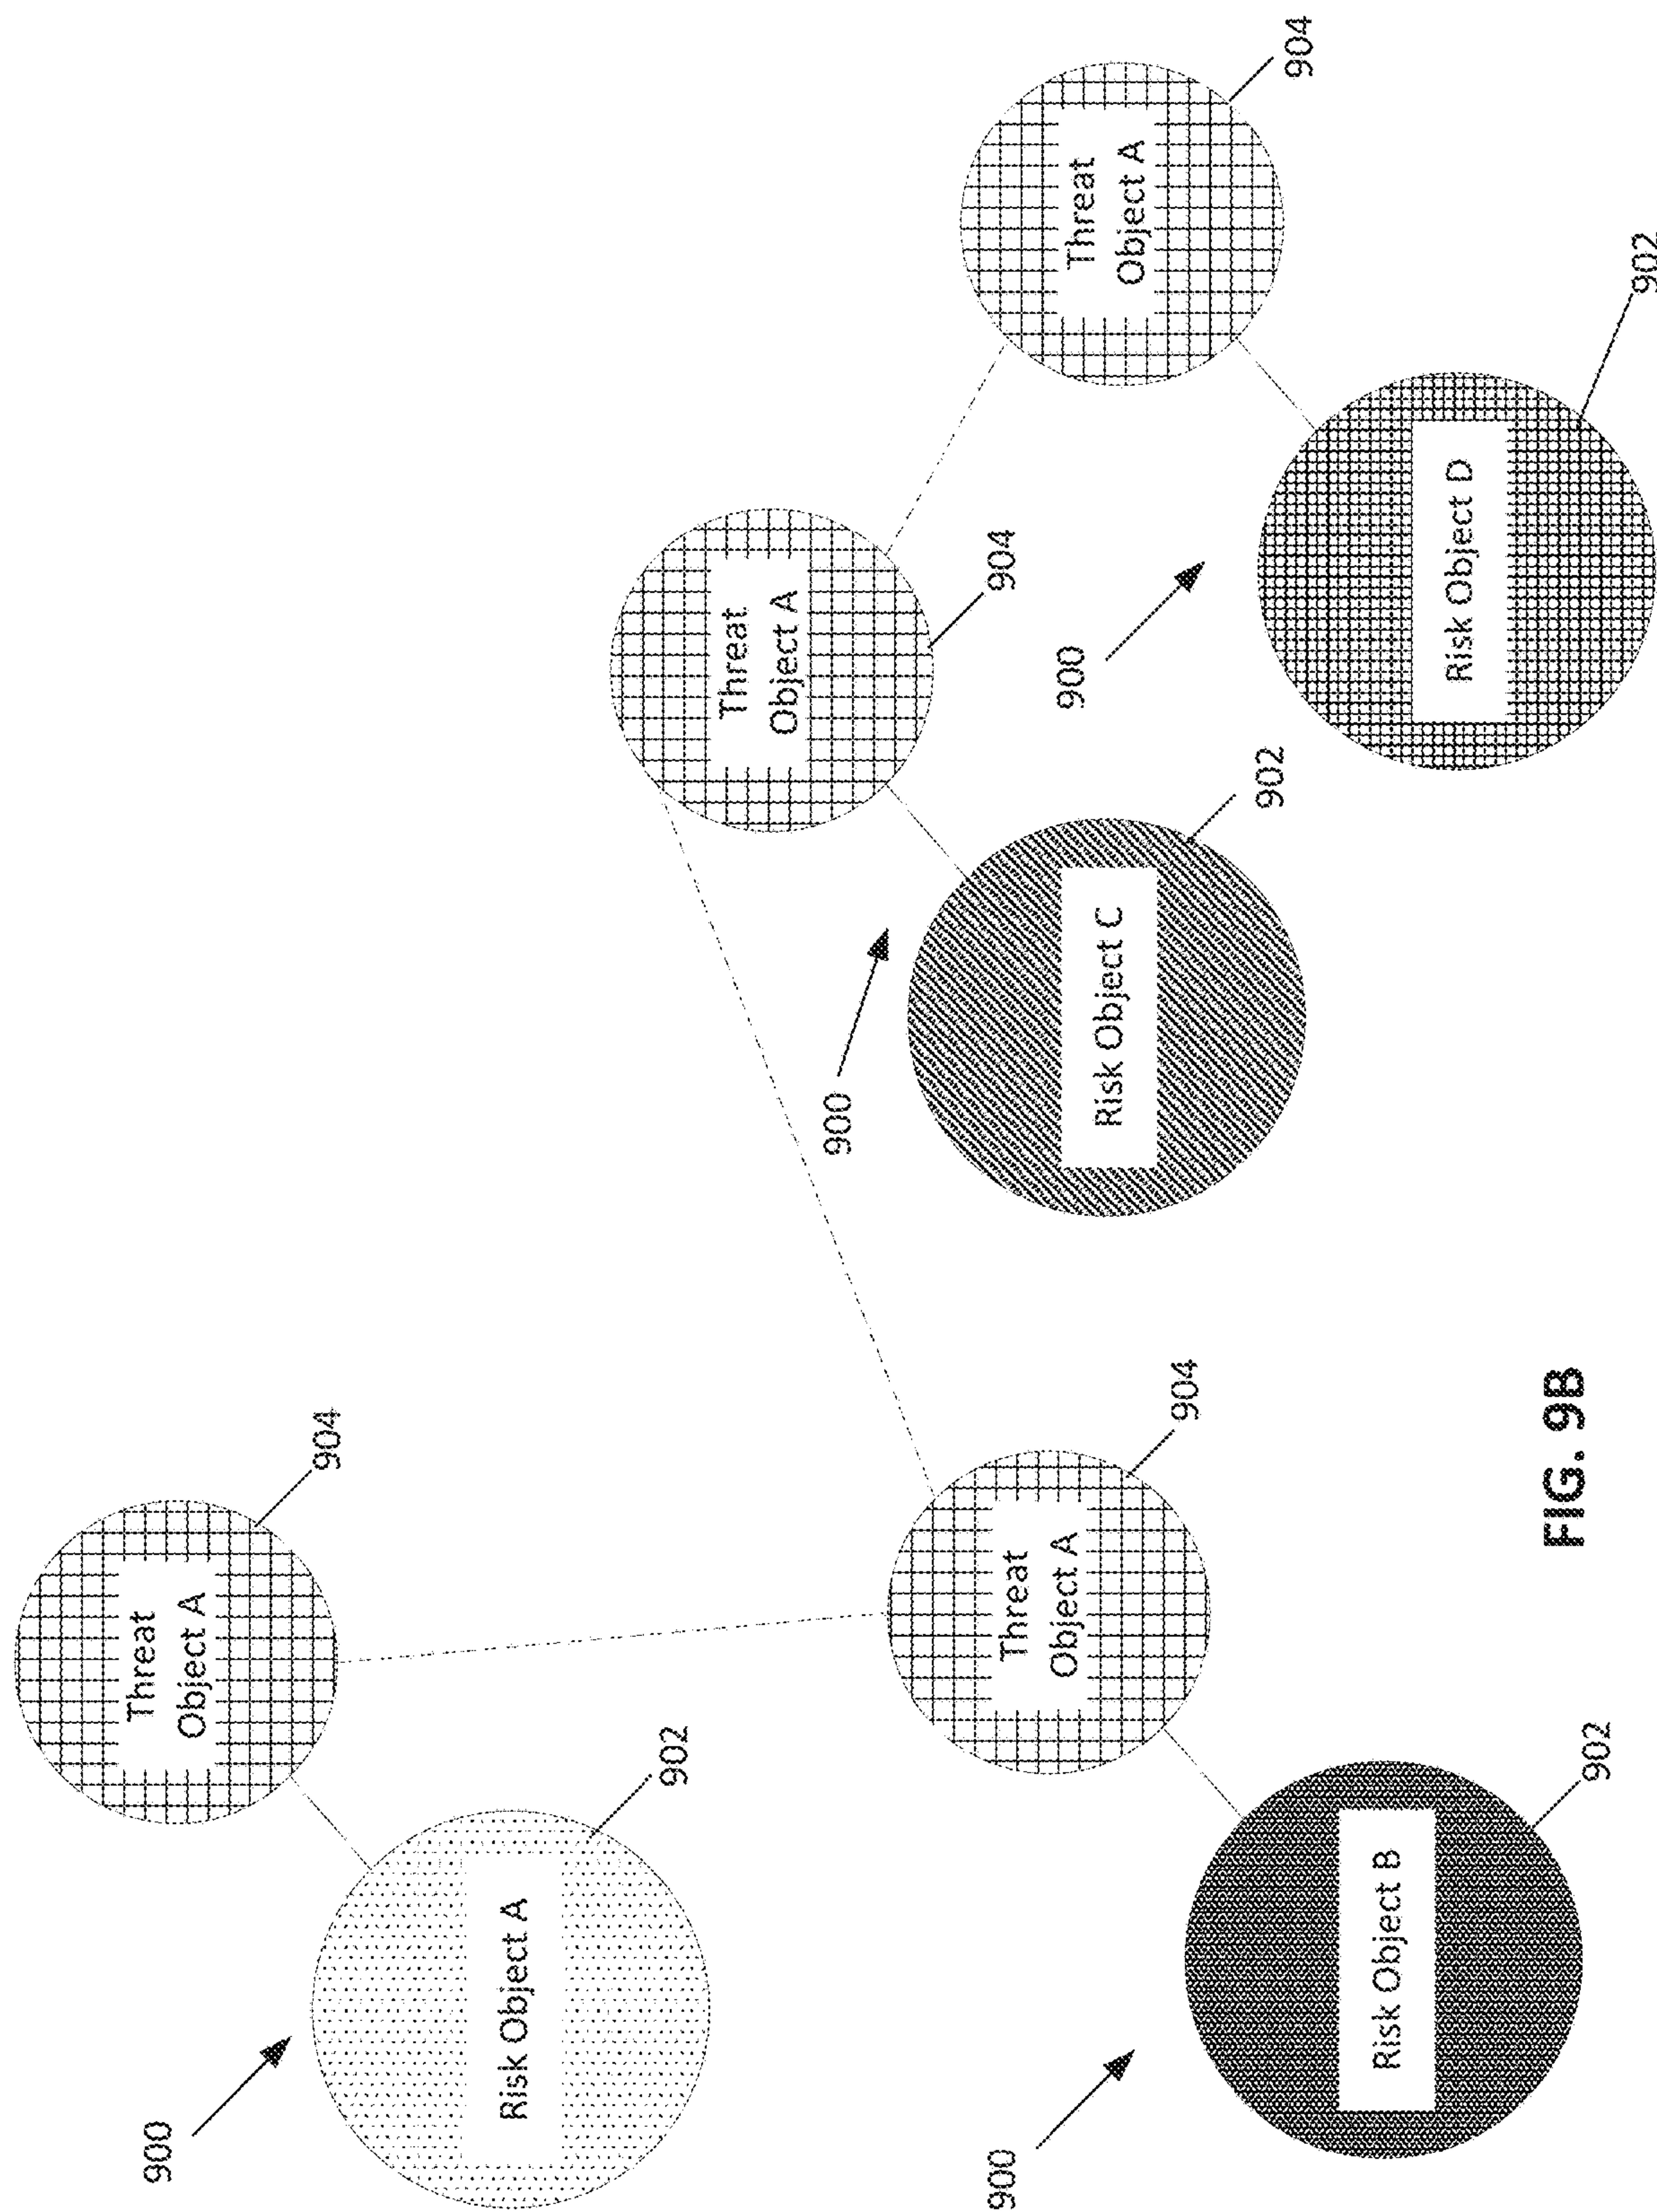 Threat
Object A
900
904
Risk Object A
902
Threat
Object A
900
904
900
Threat
Object A
900
Threat
Object A
Risk Object C
904
902
904
Risk Object B
Risk Object D
FIG. 9B
902
902